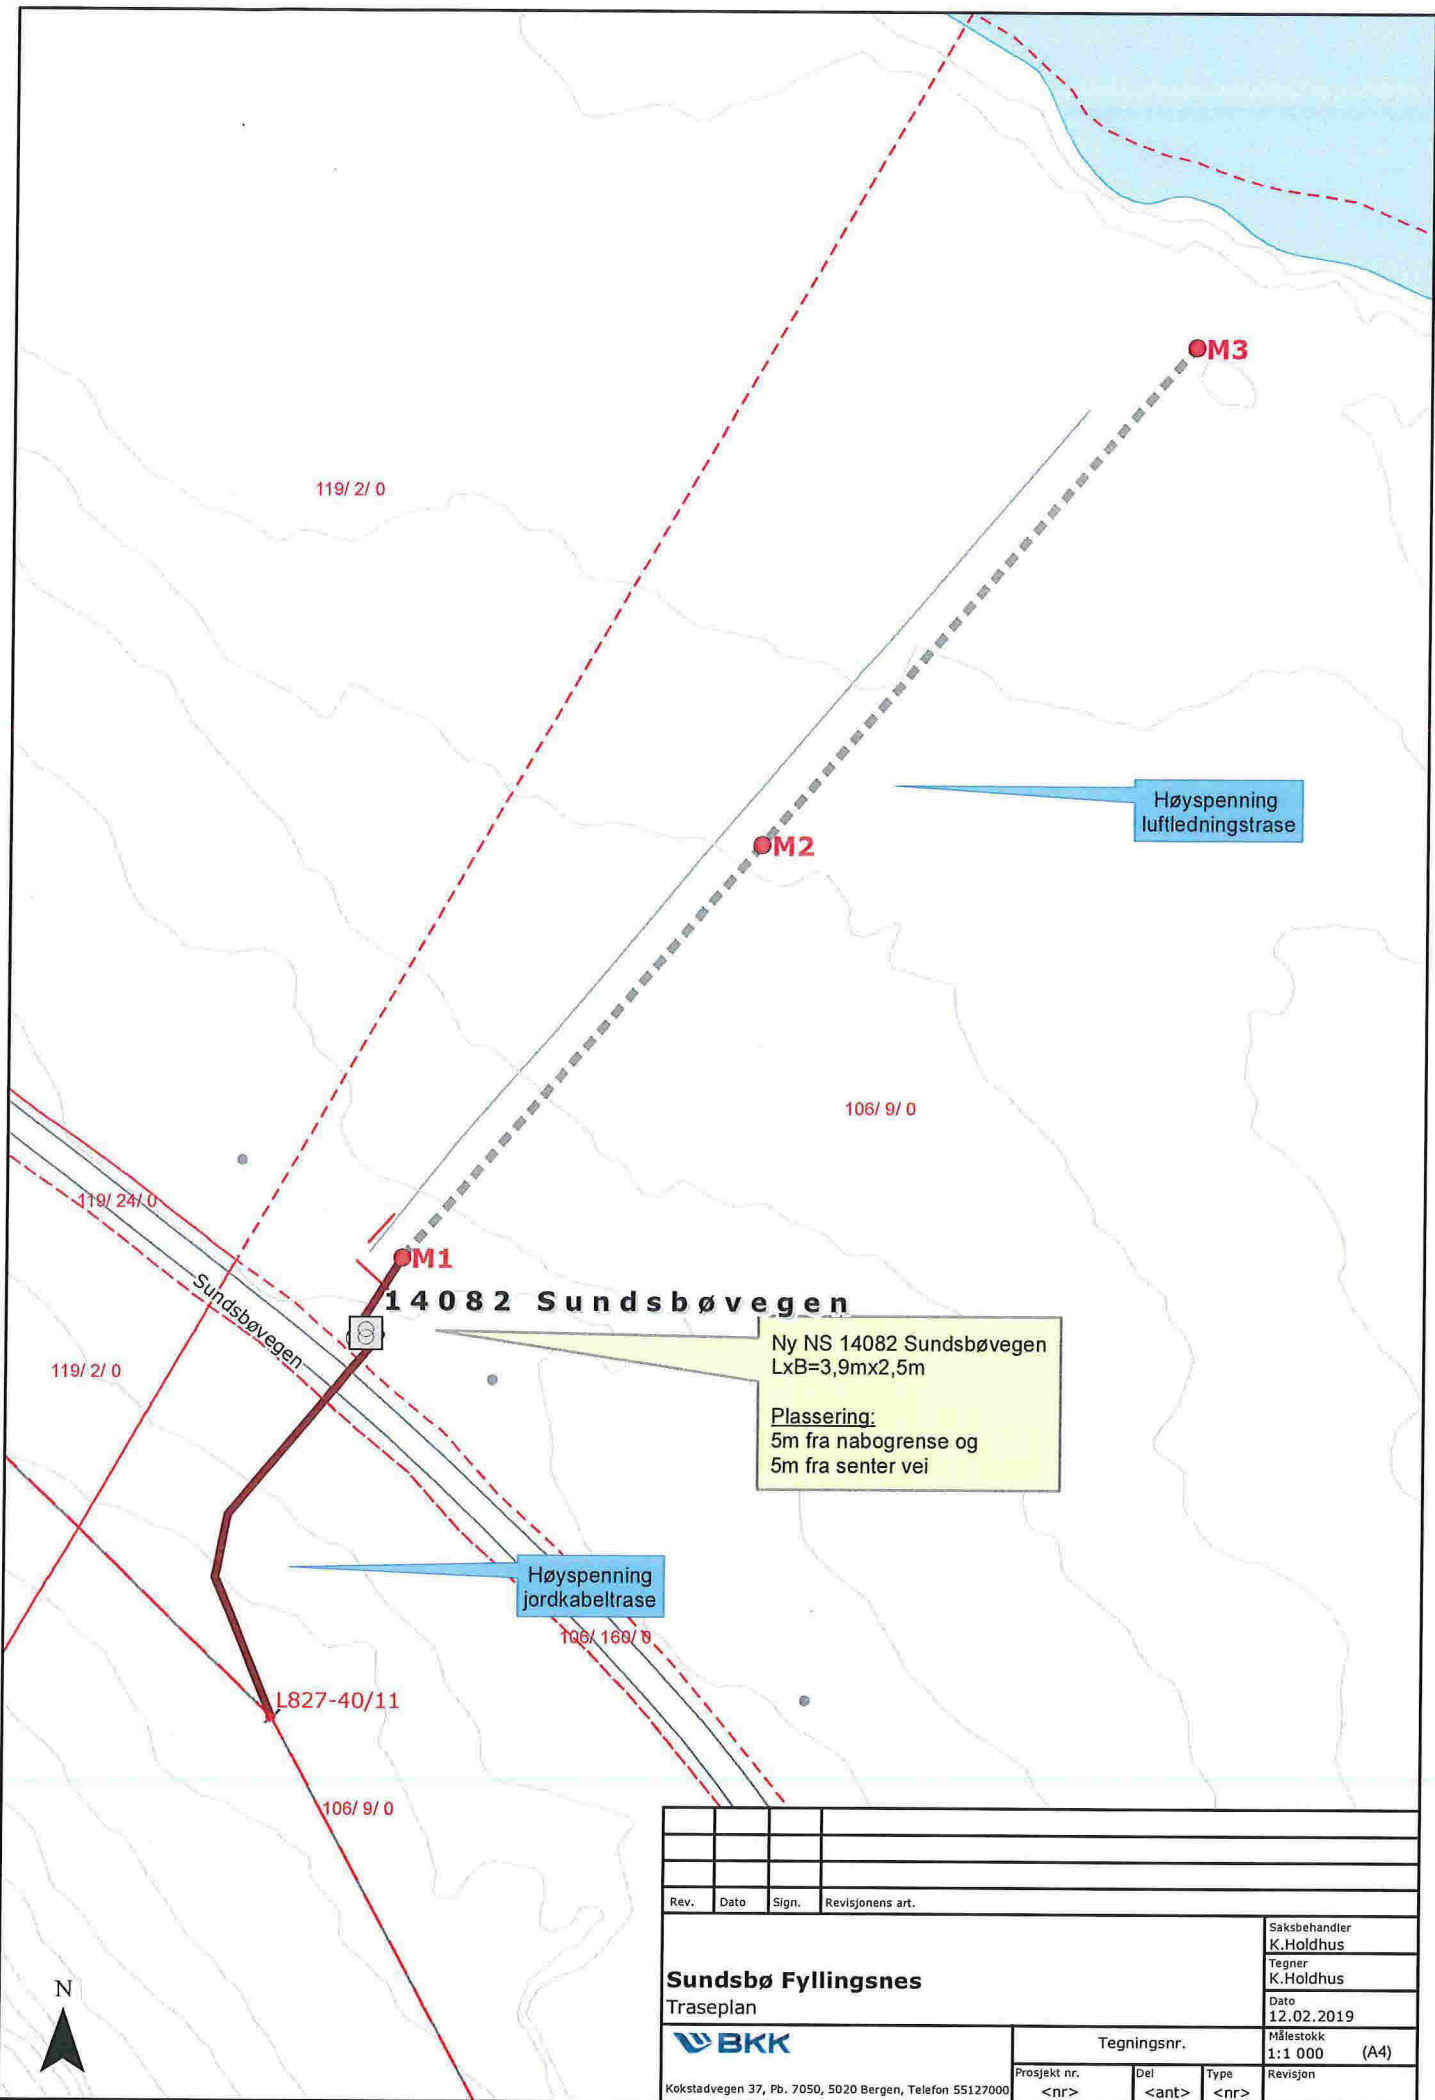 M3
119/ 2/ 0
Høyspenning
luftledningstrase
M2
106/ 9/ 0
119/ 24/ 0
M1
Sundsbøvegen
14082 Sundsbøvegen
Ny NS 14082 Sundsbøvegen
LxB=3,9mx2,5m
Plassering:
5m fra nabogrense og
5m fra senter vei
119/ 2/ 0
Høyspenning
jordkabeltrase
106/ 160/ 0
L827-40/11
106/ 9/ 0
N
Rev. Dato Sign. Revisjonens art.
Sundsbø Fyllingsnes
Traseplan
Saksbehandler
K.Holdhus
Tegner
K.Holdhus
Dato
12.02.2019
BKK
Kokstadvegen 37, Pb. 7050, 5020 Bergen, Telefon 55127000
Tegningsnr.
Målestokk
1:1 000 (A4)
Prosjekt nr.
<nr>
Del
<ant>
Type
<nr>
Revisjon